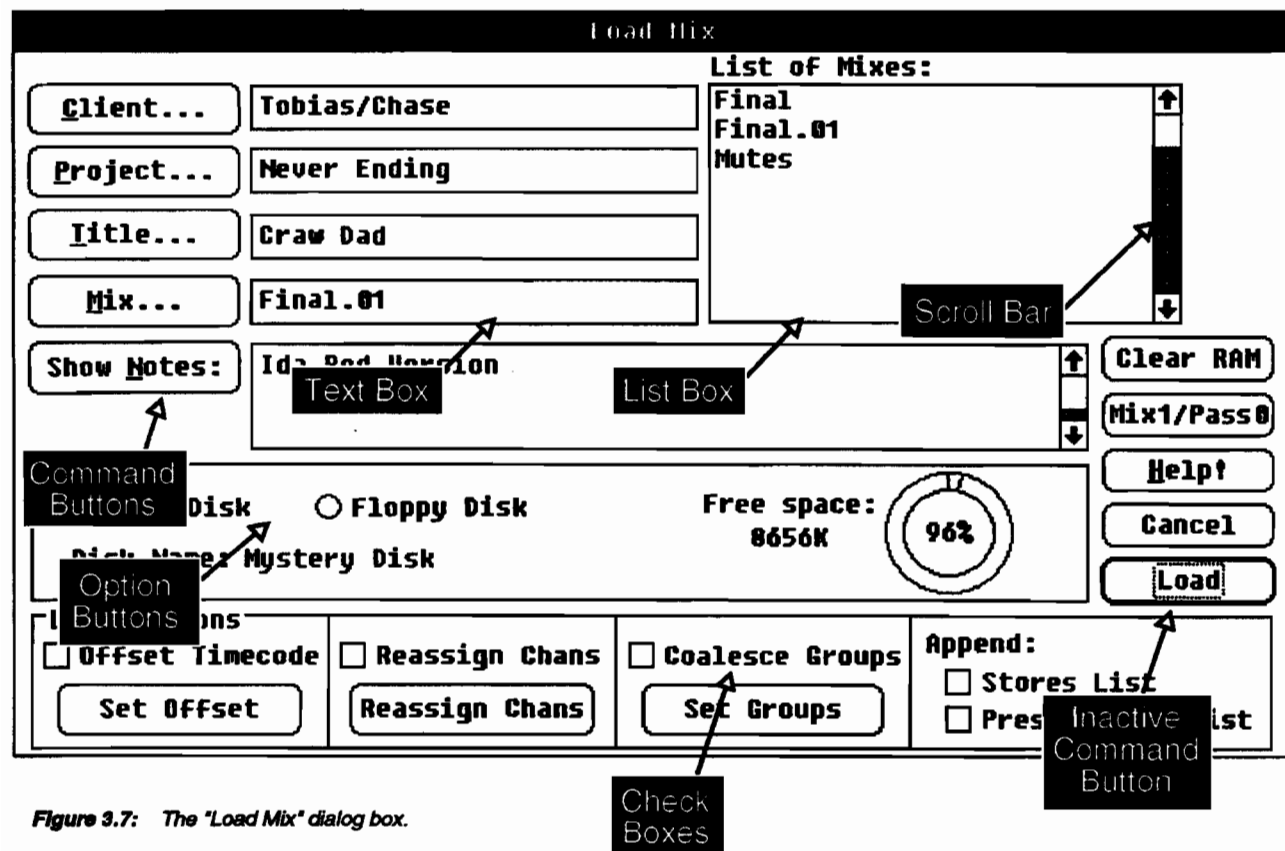 Load Mix
List of Mixes:
Client...
Tobias/Chase
Final
Final.01
Mutes
Project...
Never Ending
Title...
Craw Dad
Mix...
Final.01
Scroll Bar
Show Notes:
Version
Text Box
List Box
Clear RAM
Mix1/Pass0
Help!
Cancel
Load
Command
Buttons
Disk
Floppy Disk
Free space:
8656K
96%
Mystery Disk
Option
Buttons
Offset Timecode
Set Offset
Reassign Chans
Reassign Chans
Coalesce Groups
Set Groups
Append:
Stores List
Inactive
Command
Button
Check
Boxes
Figure 3.7: The "Load Mix" dialog box.